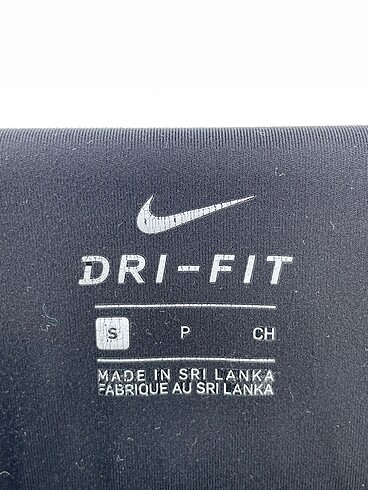 DRI-FIT
S P CH
MADE IN SRI LANKA
FABRIQUE AU SRI LANKA